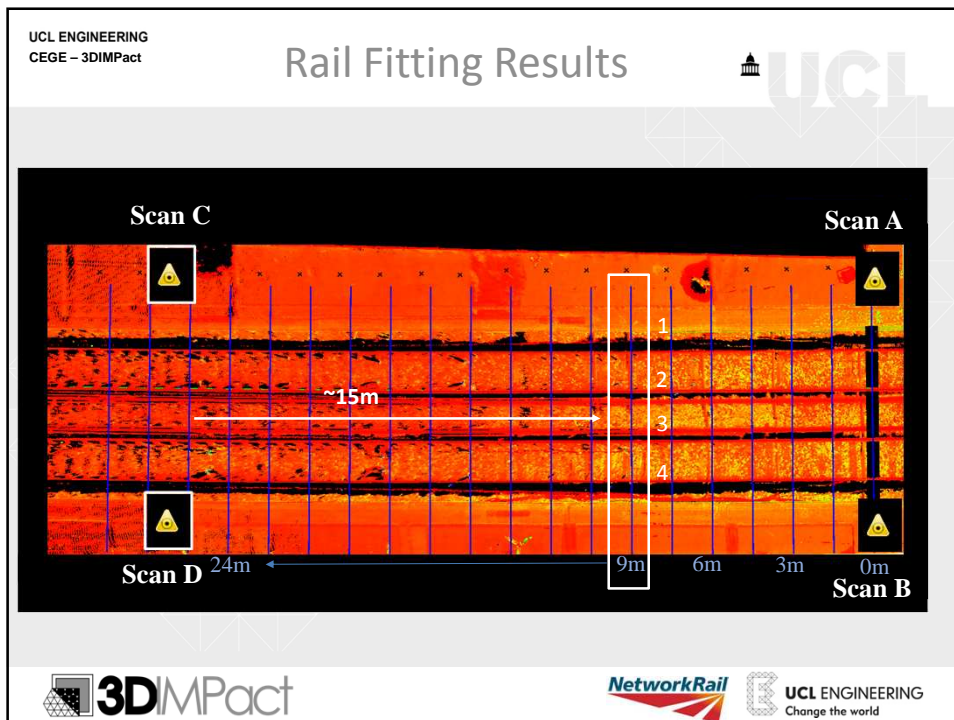 UCL ENGINEERING
CEGE – 3DIMPact
Rail Fitting Results
UCL
Scan C
Scan A
1
2
~15m
3
4
Scan D
24m
9m
6m
3m
0m
Scan B
3DIMPact
NetworkRail
UCL ENGINEERING
Change the world